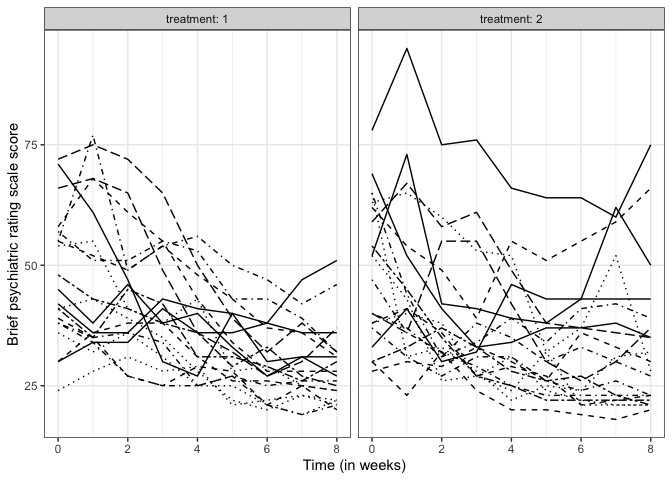 treatment: 1
treatment: 2
Brief psychiatric rating scale score
75
50
25
0 2 4 6 8
0 2 4 6 8
Time (in weeks)